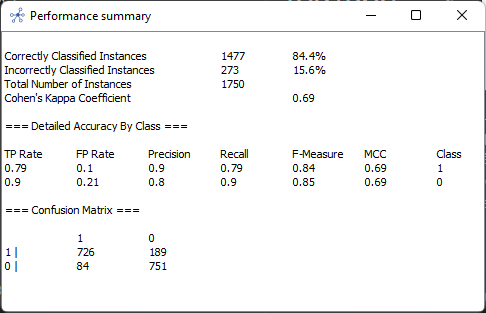 Performance summary
Correctly Classified Instances 1477 84.4%
Incorrectly Classified Instances 273 15.6%
Total Number of Instances 1750
Cohen's Kappa Coefficient 0.69
=== Detailed Accuracy By Class ===
TP Rate FP Rate Precision Recall F-Measure MCC Class
0.79 0.1 0.9 0.79 0.84 0.69 1
0.9 0.21 0.8 0.9 0.85 0.69 0
=== Confusion Matrix ===
1 0
1 | 726 189
0 | 84 751